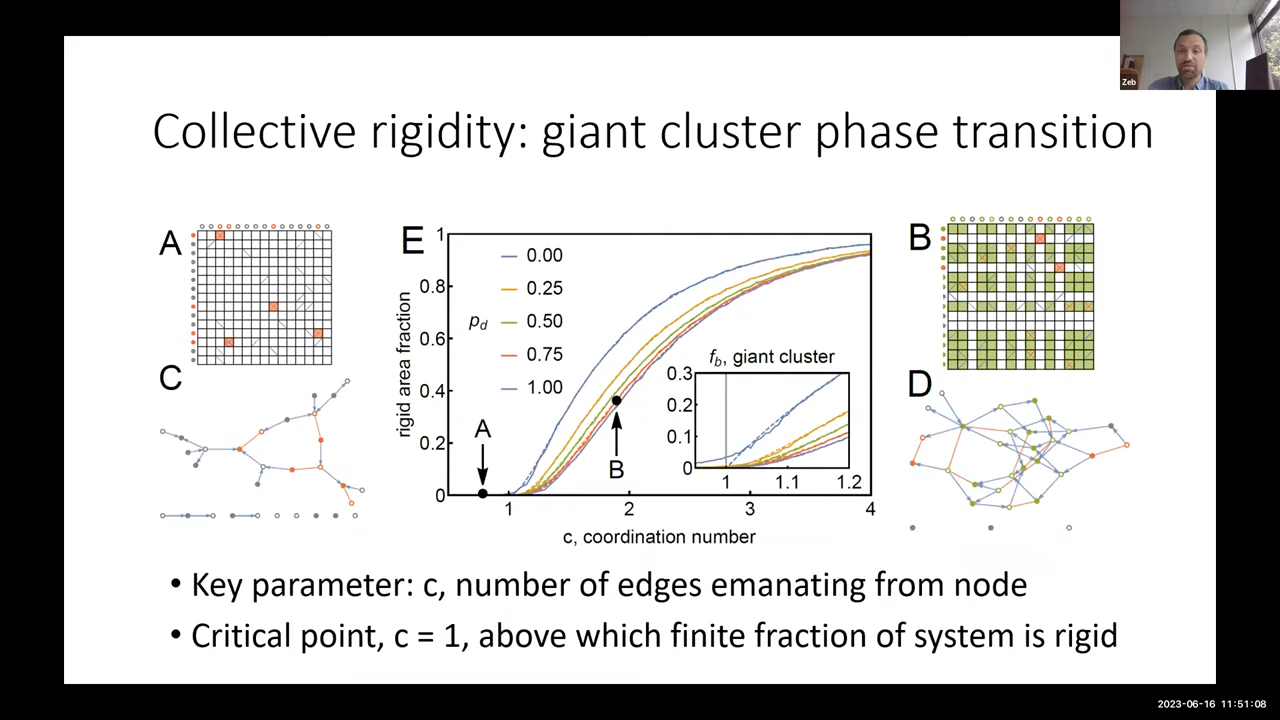 Zeb
Collective rigidity: giant cluster phase transition
A
C
E
rigid area fraction
1
0.8
0.6
0.4
0.2
0
p_d
0.00
0.25
0.50
0.75
1.00
A
B
f_b, giant cluster
0.3
0.2
0.1
0
1
1.1
1.2
1
2
3
4
c, coordination number
B
D
• Key parameter: c, number of edges emanating from node
• Critical point, c = 1, above which finite fraction of system is rigid
2023-06-16 11:51:08